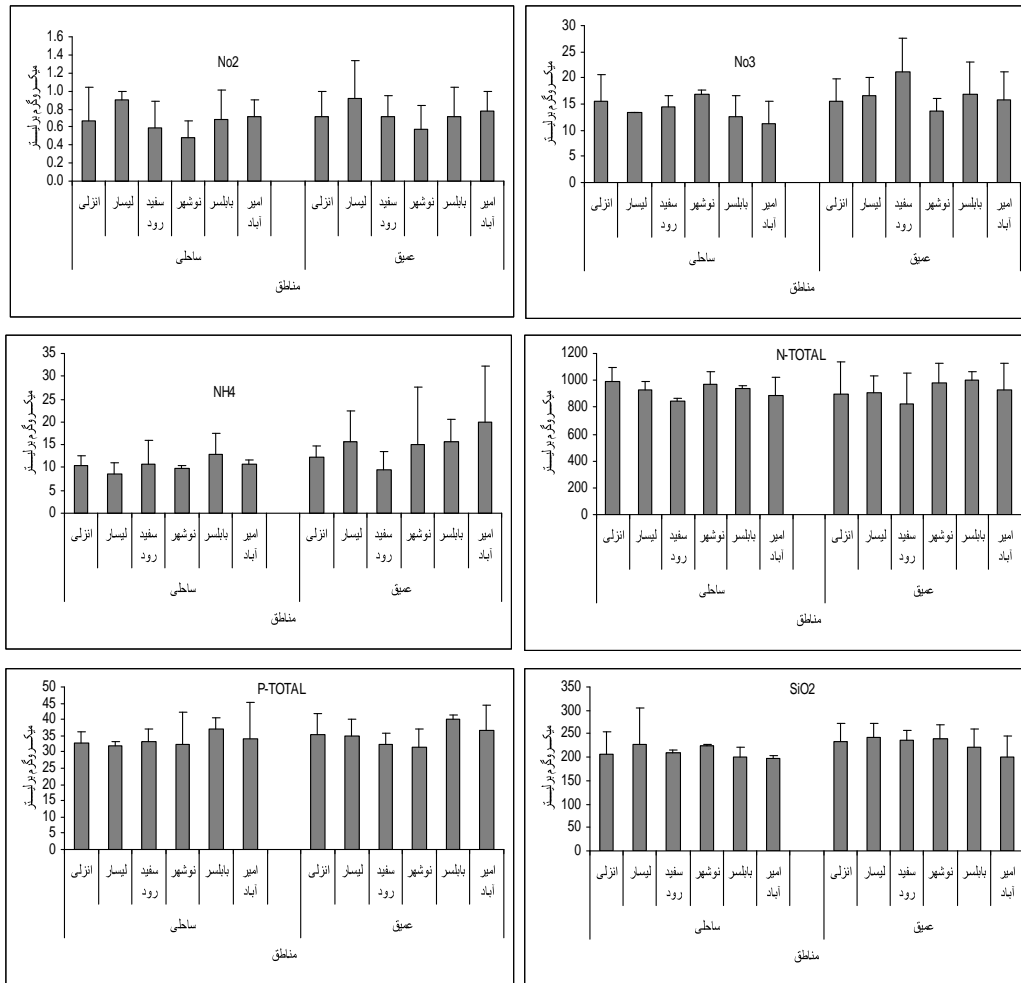 No2
میکروگرم بر لیتر
1.6
1.4
1.2
1.0
0.8
0.6
0.4
0.2
0.0
انزلی لیسار سفید رود نوشهر بابلسر امیر آباد انزلی لیسار سفید رود نوشهر بابلسر امیر آباد
ساحلی عمیق
مناطق
No3
میکروگرم بر لیتر
30
25
20
15
10
5
0
انزلی لیسار سفید رود نوشهر بابلسر امیر آباد انزلی لیسار سفید رود نوشهر بابلسر امیر آباد
ساحلی عمیق
مناطق
NH4
میکروگرم بر لیتر
35
30
25
20
15
10
5
0
انزلی لیسار سفید رود نوشهر بابلسر امیر آباد انزلی لیسار سفید رود نوشهر بابلسر امیر آباد
ساحلی عمیق
مناطق
N-TOTAL
میکروگرم بر لیتر
1200
1000
800
600
400
200
0
انزلی لیسار سفید رود نوشهر بابلسر امیر آباد انزلی لیسار سفید رود نوشهر بابلسر امیر آباد
ساحلی عمیق
مناطق
P-TOTAL
میکروگرم بر لیتر
50
45
40
35
30
25
20
15
10
5
0
انزلی لیسار سفید رود نوشهر بابلسر امیر آباد انزلی لیسار سفید رود نوشهر بابلسر امیر آباد
ساحلی عمیق
مناطق
SiO2
میکروگرم بر لیتر
350
300
250
200
150
100
50
0
انزلی لیسار سفید رود نوشهر بابلسر امیر آباد انزلی لیسار سفید رود نوشهر بابلسر امیر آباد
ساحلی عمیق
مناطق